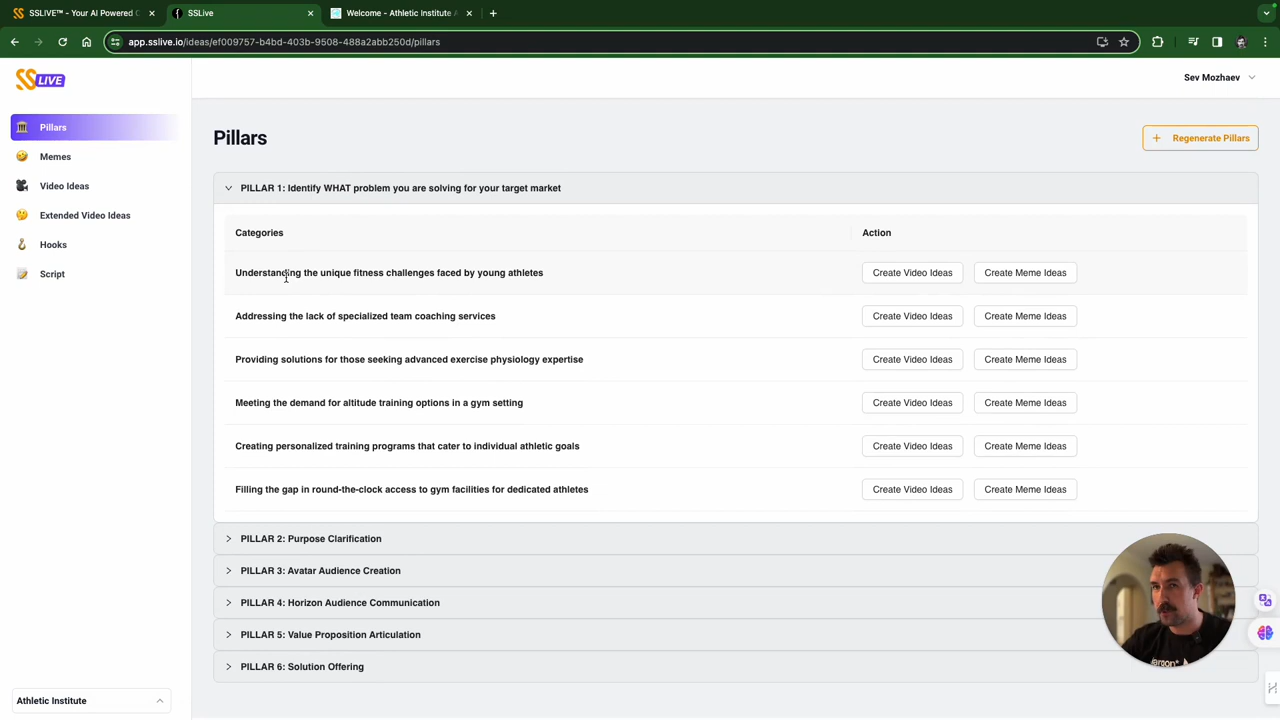 SSLIVE™ - Your AI Powered C
SSLive
Welcome - Athletic Institute A
app.sslive.io/ideas/ef009757-b4bd-403b-9508-488a2abb250d/pillars
SS LIVE
Sev Mozhaev
Pillars
Memes
Video Ideas
Extended Video Ideas
Hooks
Script
Pillars
Regenerate Pillars
PILLAR 1: Identify WHAT problem you are solving for your target market
Categories
Action
Understanding the unique fitness challenges faced by young athletes
Create Video Ideas
Create Meme Ideas
Addressing the lack of specialized team coaching services
Create Video Ideas
Create Meme Ideas
Providing solutions for those seeking advanced exercise physiology expertise
Create Video Ideas
Create Meme Ideas
Meeting the demand for altitude training options in a gym setting
Create Video Ideas
Create Meme Ideas
Creating personalized training programs that cater to individual athletic goals
Create Video Ideas
Create Meme Ideas
Filling the gap in round-the-clock access to gym facilities for dedicated athletes
Create Video Ideas
Create Meme Ideas
PILLAR 2: Purpose Clarification
PILLAR 3: Avatar Audience Creation
PILLAR 4: Horizon Audience Communication
PILLAR 5: Value Proposition Articulation
PILLAR 6: Solution Offering
Athletic Institute